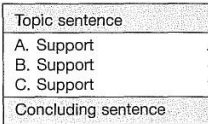 Topic sentence
A. Support
B. Support
C. Support
Concluding sentence